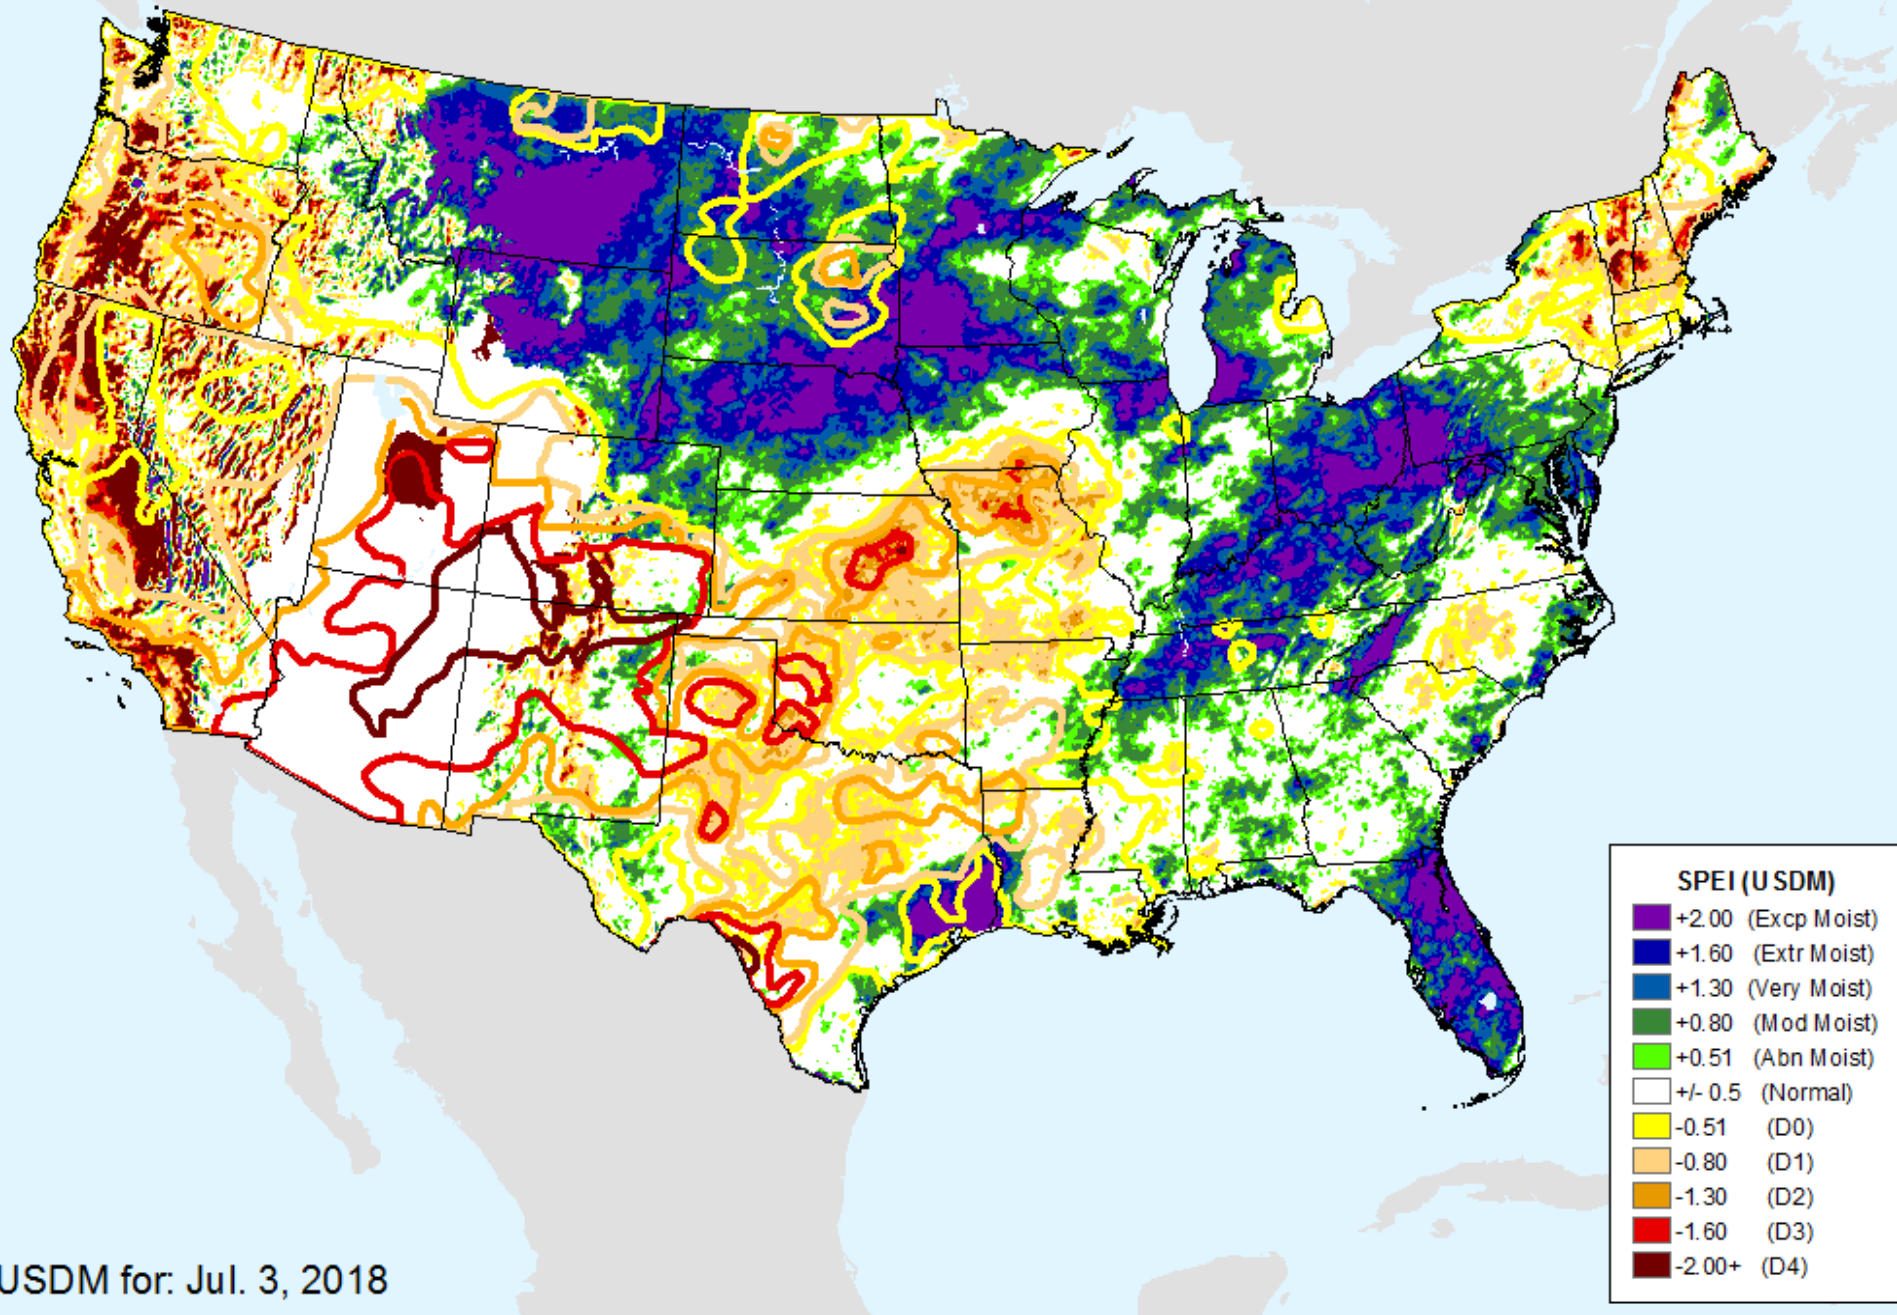 SPEI (USDM)
+2.00 (Excp Moist)
+1.60 (Extr Moist)
+1.30 (Very Moist)
+0.80 (Mod Moist)
+0.51 (Abn Moist)
+/- 0.5 (Normal)
-0.51 (D0)
-0.80 (D1)
-1.30 (D2)
-1.60 (D3)
-2.00+ (D4)
USDM for: Jul. 3, 2018